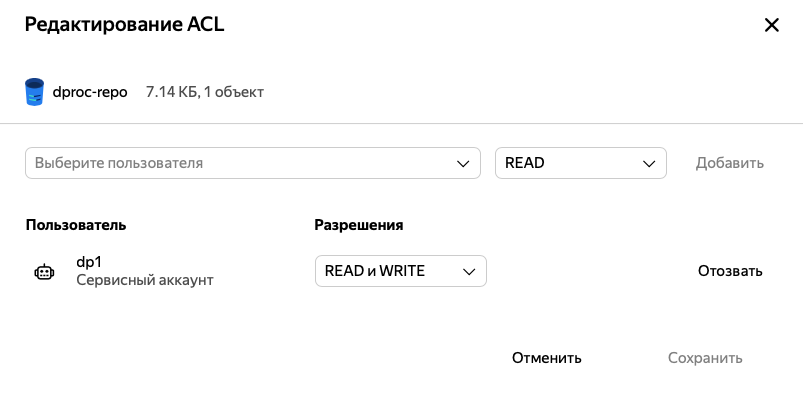 Редактирование ACL
dproc-repo 7.14 КБ, 1 объект
Выберите пользователя READ Добавить
Пользователь Разрешения
dp1
Сервисный аккаунт READ и WRITE Отозвать
Отменить Сохранить